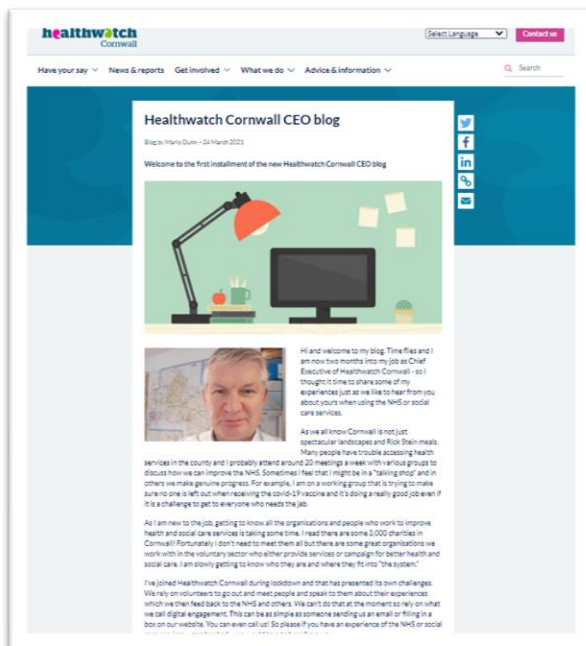 healthwatch
Cornwall
Select Language
Contact us
Have your say
News & reports
Get involved
What we do
Advice & information
Search
Healthwatch Cornwall CEO blog
Blog by Mario Dunn – 24 March 2021
Welcome to the first installment of the new Healthwatch Cornwall CEO blog
Hi and welcome to my blog. Time flies and I
am now two months into my job as Chief
Executive of Healthwatch Cornwall - so I
thought it time to share some of my
experiences just as we like to hear from you
about yours when using the NHS or social
care services.
As we all know Cornwall is not just
spectacular landscapes and Rick Stein meals.
Many people have trouble accessing health
services in the county and I probably attend around 20 meetings a week with various groups to
discuss how we can improve the NHS. Sometimes I feel that I might be in a "talking shop" and in
others we make genuine progress. For example, I am on a working group that is trying to make
sure no one is left out when receiving the covid-19 vaccine and it's doing a really good job even if
it is a challenge to get to everyone who needs the jab.
As I am new to the job, getting to know all the organisations and people who work to improve
health and social care services is taking some time. I read there are some 3,000 charities in
Cornwall! Fortunately I don't need to meet them all but there are some great organisations we
work with in the voluntary sector who either provide services or campaign for better health and
social care. I am slowly getting to know who they are and where they fit into "the system."
I've joined Healthwatch Cornwall during lockdown and that has presented its own challenges.
We rely on volunteers to go out and meet people and speak to them about their experiences
which we then feed back to the NHS and others. We can't do that at the moment so rely on what
we call digital engagement. This can be as simple as someone sending us an email or filling in a
box on our website. You can even call us! So please if you have an experience of the NHS or social